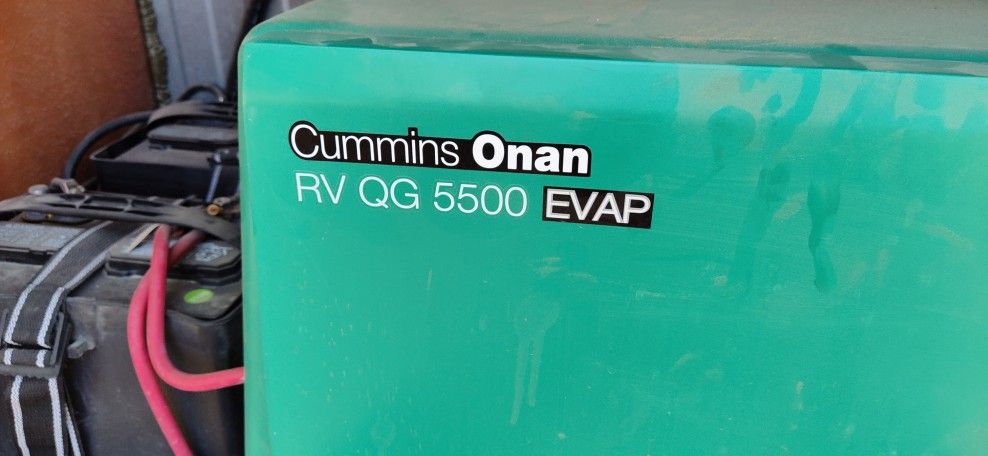 Cummins Onan
RV QG 5500 EVAP